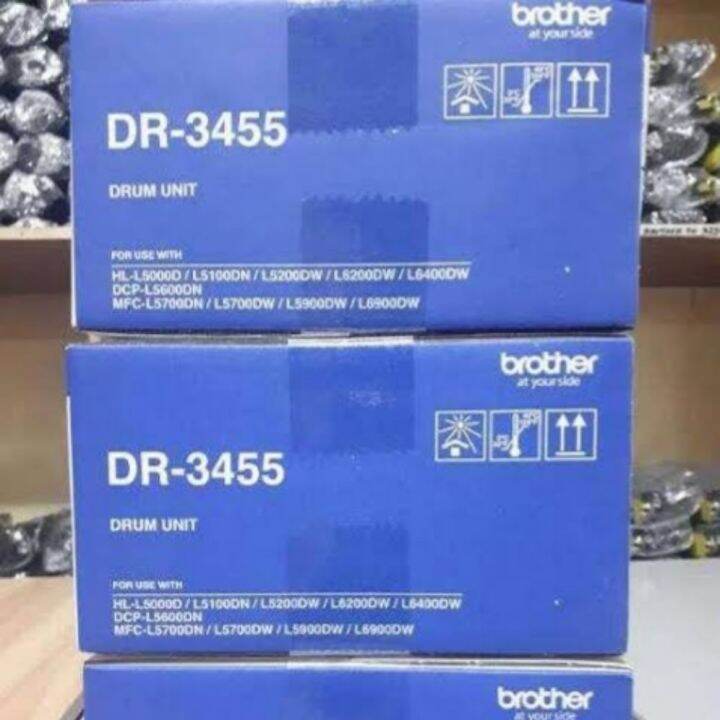 brother
at your side
DR-3455
DRUM UNIT
FOR USE WITH
HL-L5000D / L5100DN / L5200DW / L6200DW / L6400DW
DCP-L5600DN
MFC-L5700DN / L5700DW / L5900DW / L6900DW
brother
at your side
DR-3455
DRUM UNIT
FOR USE WITH
HL-L5000D / L5100DN / L5200DW / L6200DW / L6400DW
DCP-L5600DN
MFC-L5700DN / L5700DW / L5900DW / L6900DW
brother
at your side